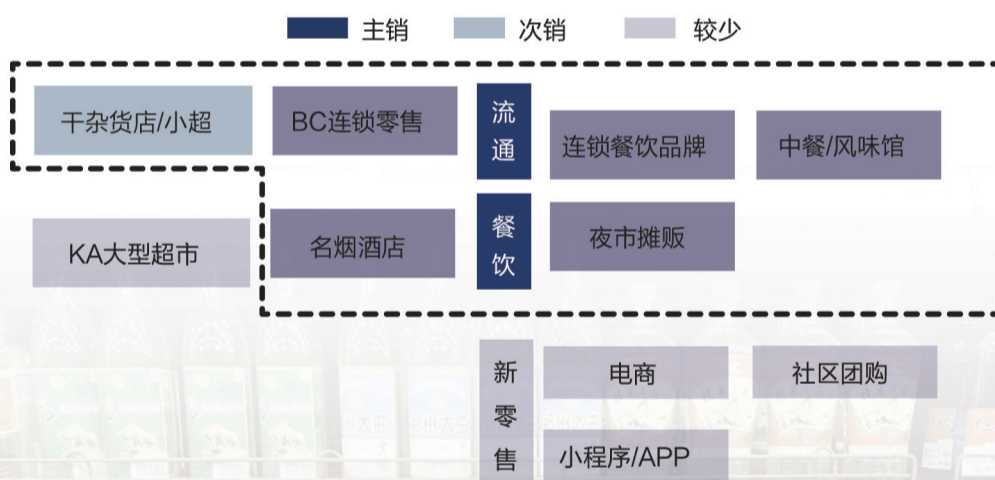 主销
次销
较少
干杂货店/小超
BC连锁零售
流通
连锁餐饮品牌
中餐/风味馆
KA大型超市
名烟酒店
餐饮
夜市摊贩
新零售
电商
社区团购
小程序/APP